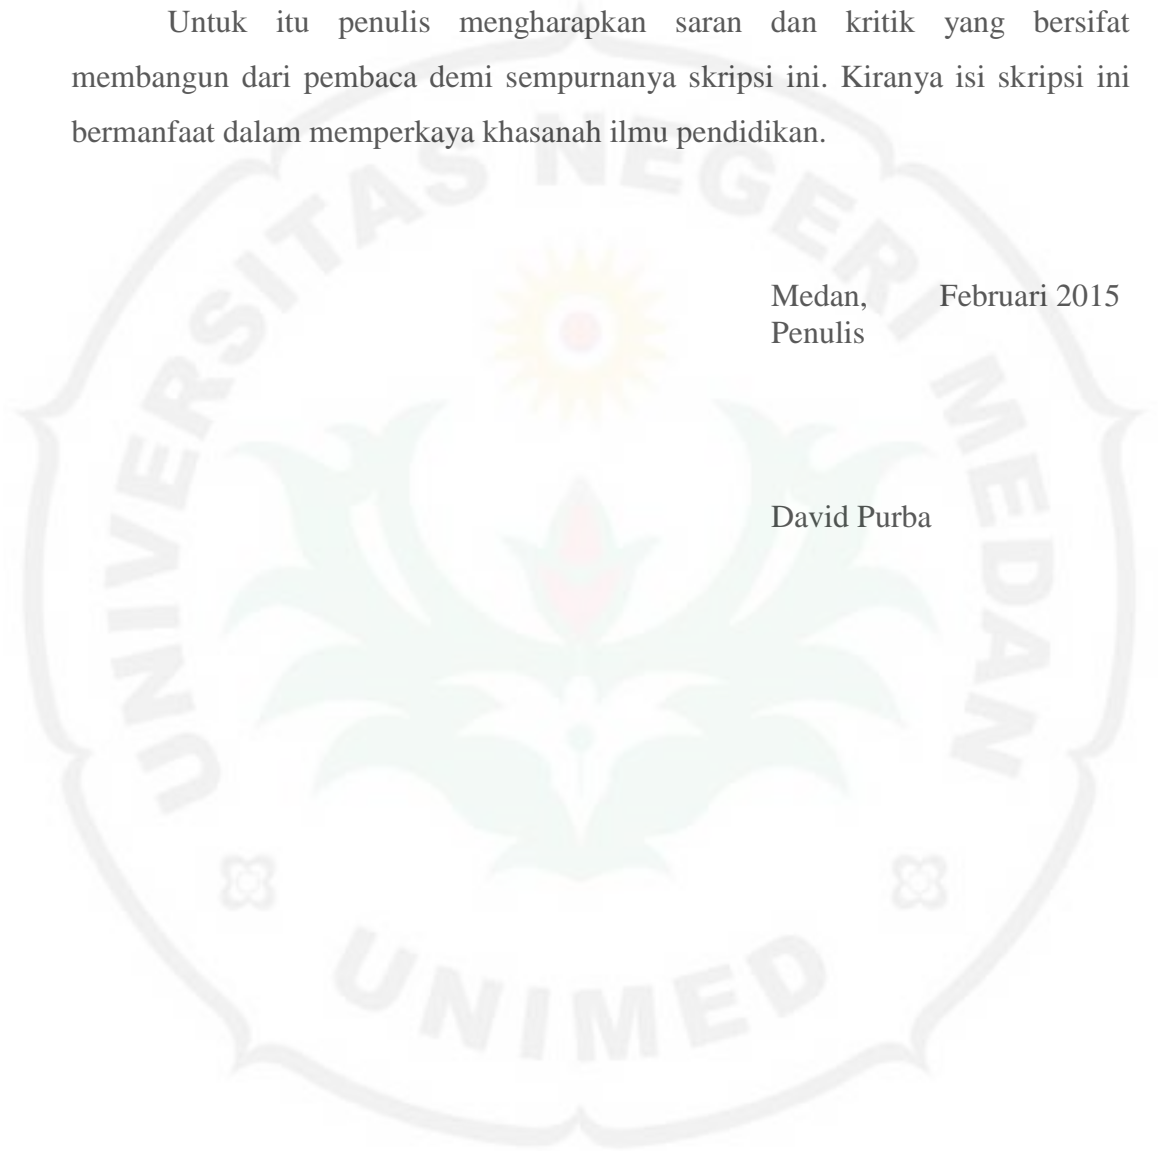 Untuk itu penulis mengharapkan saran dan kritik yang bersifat
membangun dari pembaca demi sempurnanya skripsi ini. Kiranya isi skripsi ini
bermanfaat dalam memperkaya khasanah ilmu pendidikan.
Medan, Februari 2015
Penulis
David Purba
UNIVERSITAS NEGERI MEDAN
UNIMED